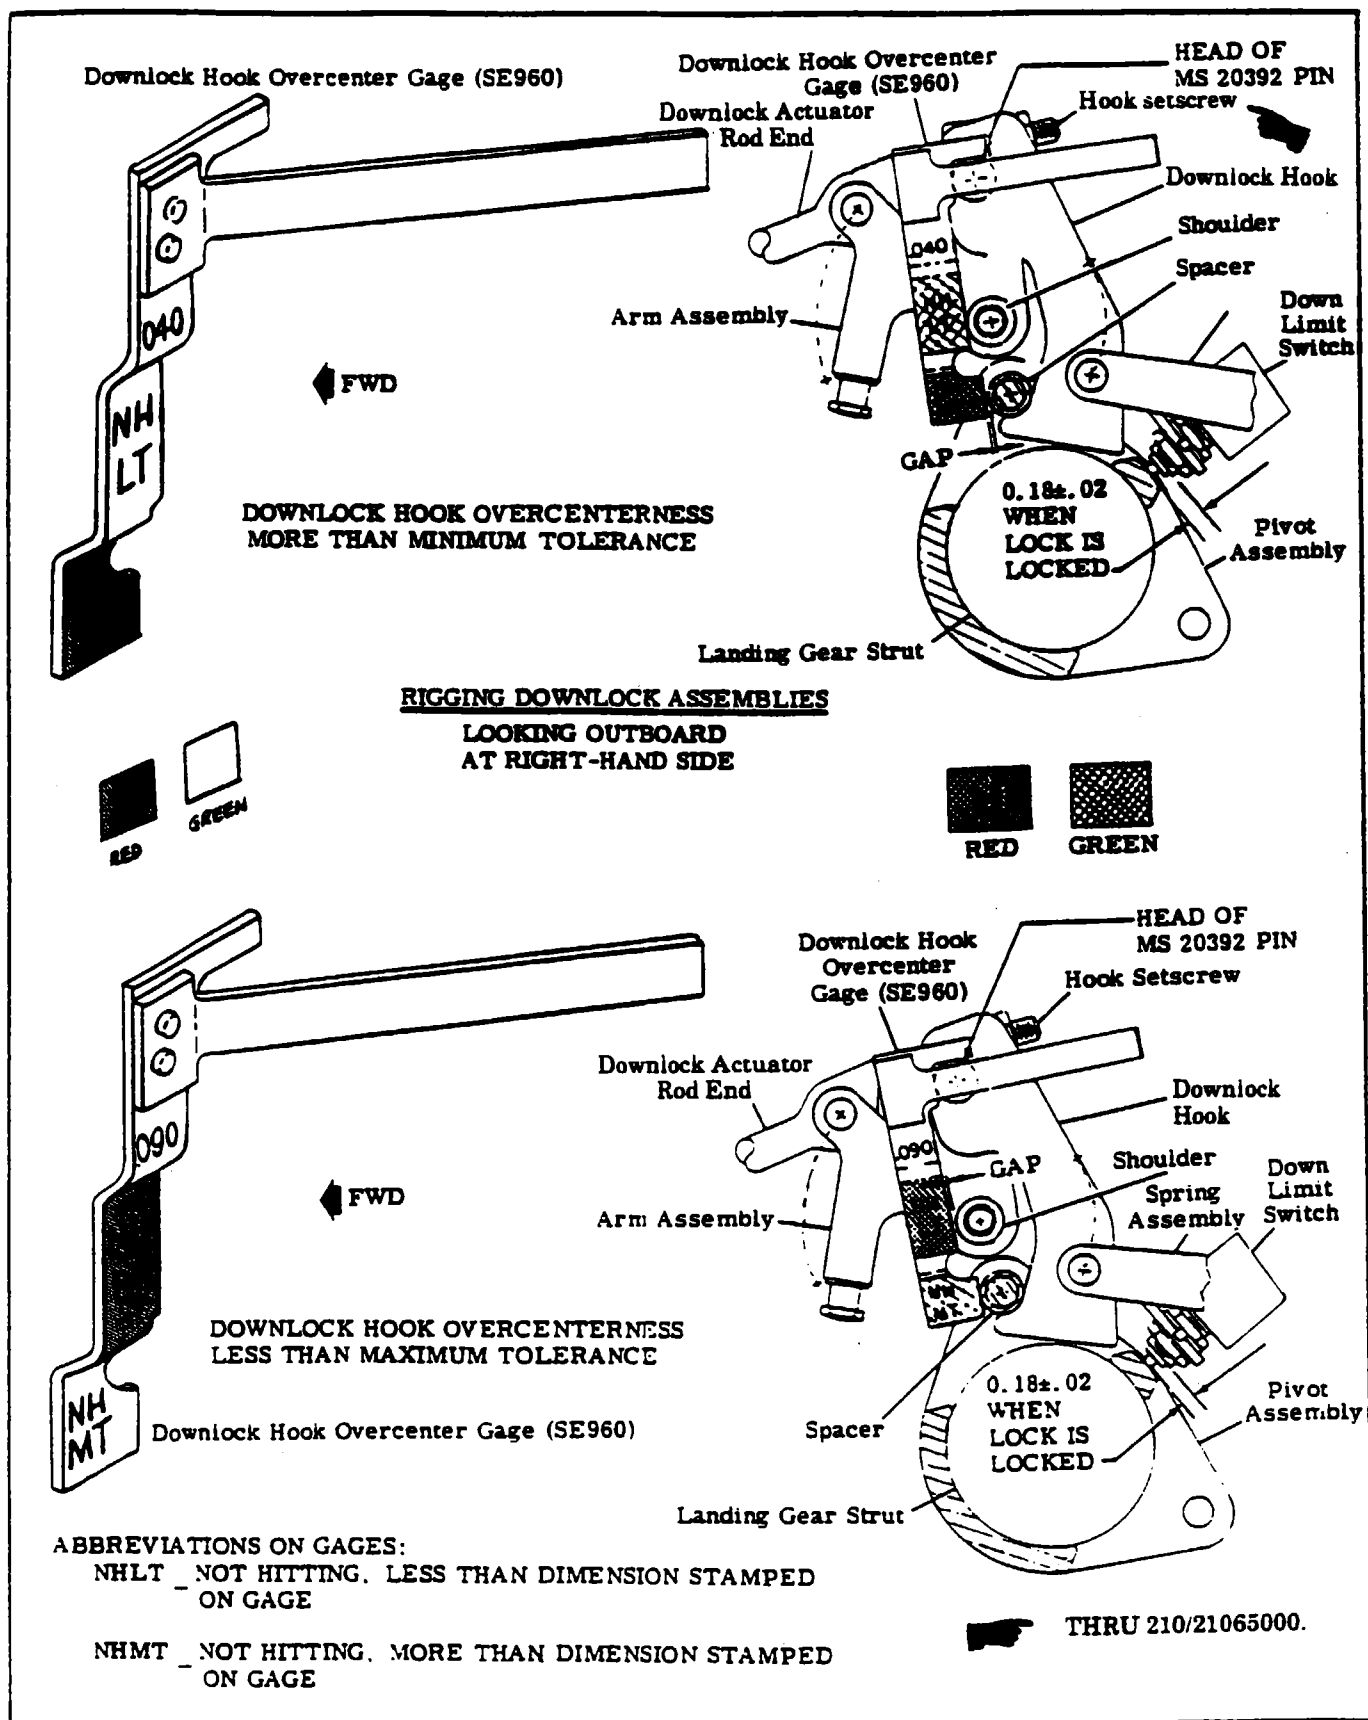 Downlock Hook Overcenter Gage (SE960)
040
NH
LT
FWD
DOWNLOCK HOOK OVERCENTERNESS
MORE THAN MINIMUM TOLERANCE
Downlock Hook Overcenter
Gage (SE960)
HEAD OF
MS 20392 PIN
Hook setscrew
Downlock Actuator
Rod End
Downlock Hook
Shoulder
Spacer
040
Arm Assembly
Down
Limit
Switch
GAP
0.18±.02
WHEN
LOCK IS
LOCKED
Pivot
Assembly
Landing Gear Strut
RIGGING DOWNLOCK ASSEMBLIES
LOOKING OUTBOARD
AT RIGHT-HAND SIDE
RED
GREEN
RED
GREEN
090
FWD
NH
MT
DOWNLOCK HOOK OVERCENTERNESS
LESS THAN MAXIMUM TOLERANCE
Downlock Hook Overcenter Gage (SE960)
Downlock Hook
Overcenter
Gage (SE960)
HEAD OF
MS 20392 PIN
Hook Setscrew
Downlock Actuator
Rod End
Downlock
Hook
090
GAP
Shoulder
Spring
Assembly
Down
Limit
Switch
Arm Assembly
NH
MT
0.18±.02
WHEN
LOCK IS
LOCKED
Pivot
Assembly
Spacer
Landing Gear Strut
ABBREVIATIONS ON GAGES:
NHLT _ NOT HITTING. LESS THAN DIMENSION STAMPED
ON GAGE
NHMT _ NOT HITTING. MORE THAN DIMENSION STAMPED
ON GAGE
THRU 210/21065000.